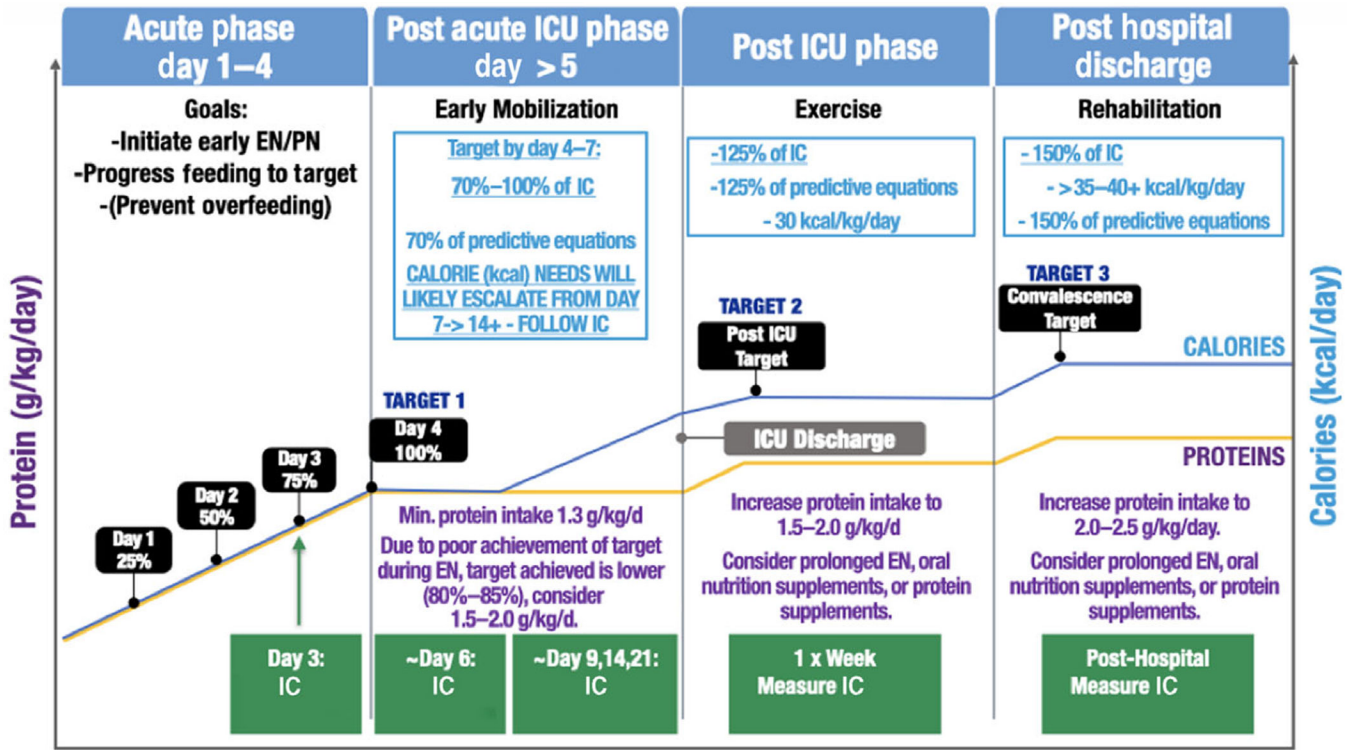 Acute phase
day 1–4
Post acute ICU phase
day >5
Post ICU phase
Post hospital
discharge
Goals:
-Initiate early EN/PN
-Progress feeding to target
-(Prevent overfeeding)
Early Mobilization
Target by day 4–7:
70%–100% of IC
70% of predictive equations
CALORIE (kcal) NEEDS WILL
LIKELY ESCALATE FROM DAY
7-> 14+ - FOLLOW IC
Exercise
-125% of IC
-125% of predictive equations
- 30 kcal/kg/day
Rehabilitation
- 150% of IC
- >35–40+ kcal/kg/day
- 150% of predictive equations
Protein (g/kg/day)
Calories (kcal/day)
Day 1
25%
Day 2
50%
Day 3
75%
TARGET 1
Day 4
100%
TARGET 2
Post ICU
Target
ICU Discharge
TARGET 3
Convalescence
Target
CALORIES
PROTEINS
Min. protein intake 1.3 g/kg/d
Due to poor achievement of target
during EN, target achieved is lower
(80%–85%), consider
1.5–2.0 g/kg/d.
Increase protein intake to
1.5–2.0 g/kg/d
Consider prolonged EN, oral
nutrition supplements, or protein
supplements.
Increase protein intake to
2.0–2.5 g/kg/day.
Consider prolonged EN, oral
nutrition supplements, or protein
supplements.
Day 3:
IC
~Day 6:
IC
~Day 9,14,21:
IC
1 x Week
Measure IC
Post-Hospital
Measure IC